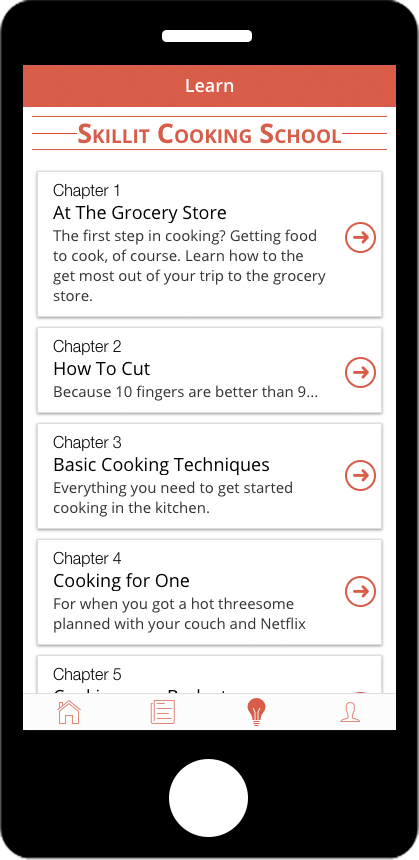 Learn
Skillit Cooking School
Chapter 1
At The Grocery Store
The first step in cooking? Getting food
to cook, of course. Learn how to the
get most out of your trip to the grocery
store.
Chapter 2
How To Cut
Because 10 fingers are better than 9...
Chapter 3
Basic Cooking Techniques
Everything you need to get started
cooking in the kitchen.
Chapter 4
Cooking for One
For when you got a hot threesome
planned with your couch and Netflix
Chapter 5